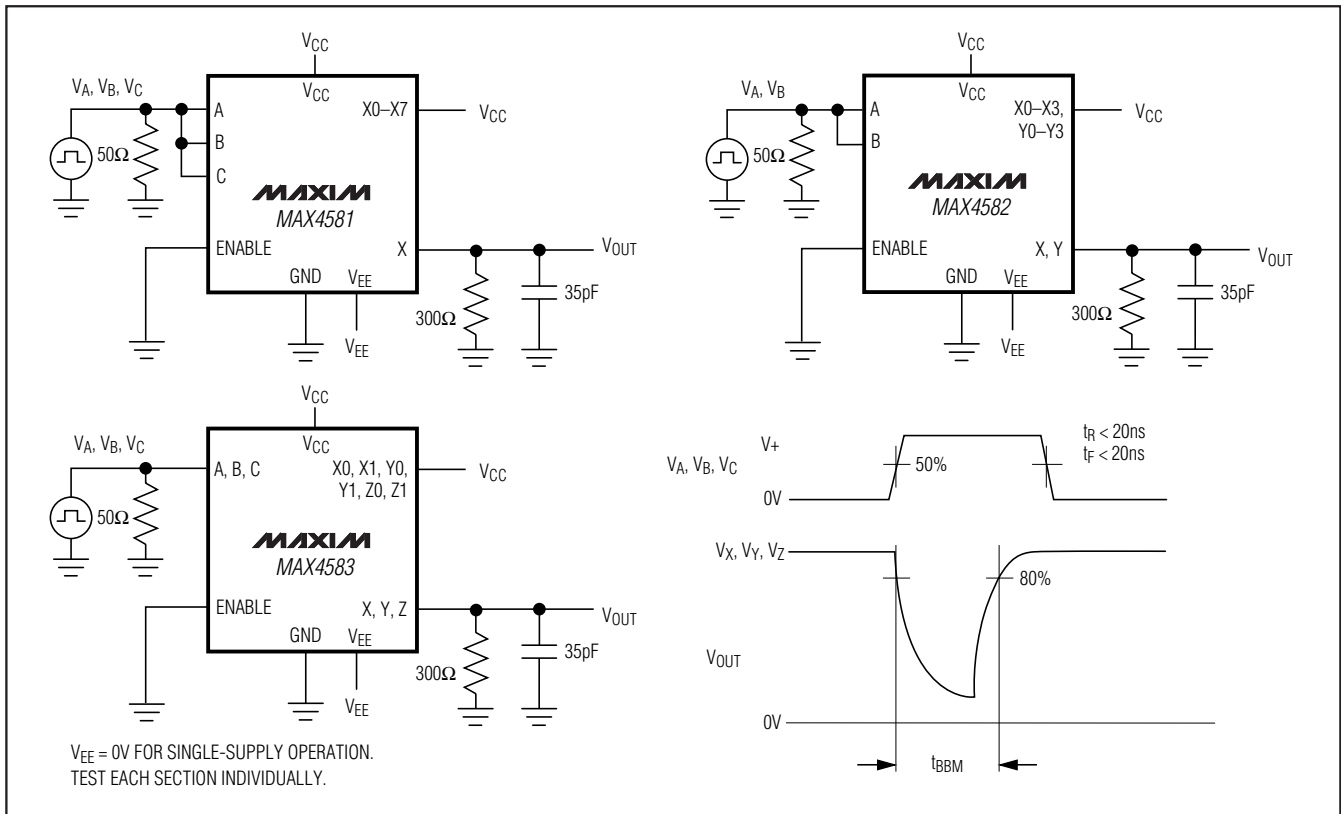 VCC
VA, VB, VC
VCC
A
X0–X7
VCC
B
50Ω
C
MAXIM
MAX4581
ENABLE
X
VOUT
GND
VEE
35pF
300Ω
VEE
VCC
VA, VB
VCC
A
X0–X3,
Y0–Y3
VCC
B
50Ω
MAXIM
MAX4582
ENABLE
X, Y
VOUT
GND
VEE
35pF
300Ω
VEE
VCC
VA, VB, VC
VCC
A, B, C
X0, X1, Y0,
Y1, Z0, Z1
VCC
50Ω
MAXIM
MAX4583
ENABLE
X, Y, Z
VOUT
GND
VEE
35pF
300Ω
VEE
VEE = 0V FOR SINGLE-SUPPLY OPERATION.
TEST EACH SECTION INDIVIDUALLY.
V+
tR < 20ns
tF < 20ns
VA, VB, VC
50%
0V
VX, VY, VZ
80%
VOUT
0V
tBBM